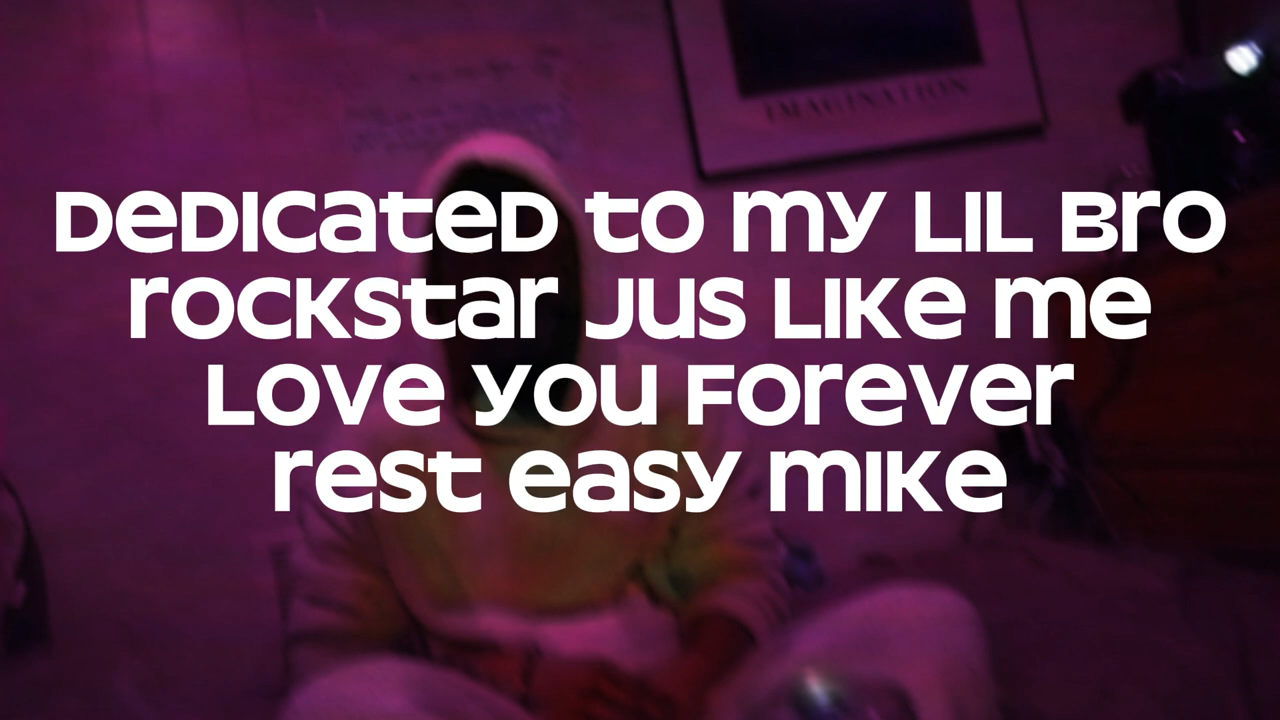 IMAGINATION
DeDICateD to my LIL Bro
rockstar Jus Like me
Love you Forever
rest easy mike